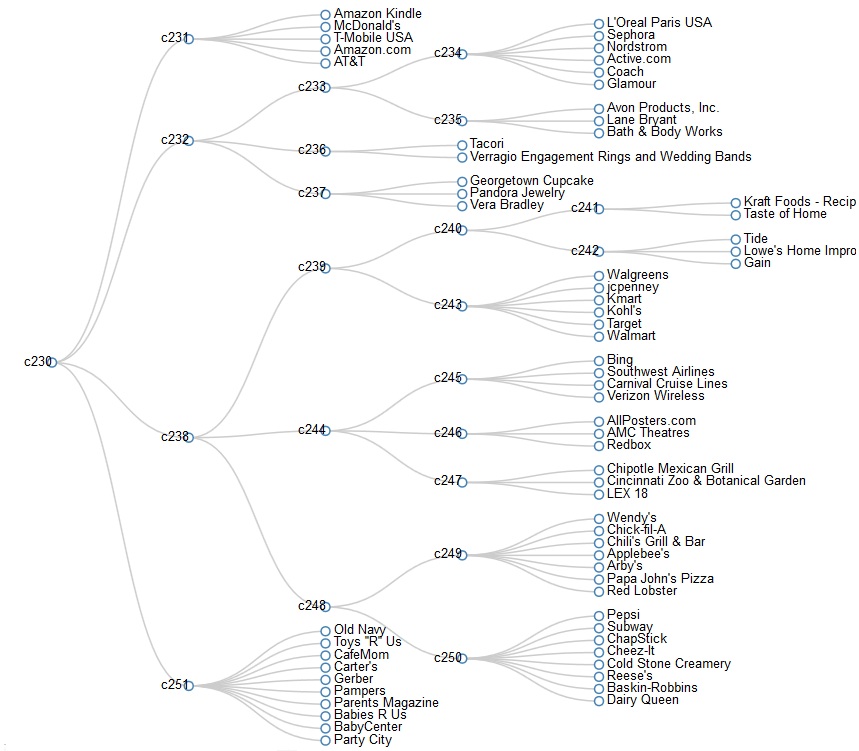 c230
c231
Amazon Kindle
McDonald's
T-Mobile USA
Amazon.com
AT&T
c232
c233
c234
L'Oreal Paris USA
Sephora
Nordstrom
Active.com
Coach
Glamour
c235
Avon Products, Inc.
Lane Bryant
Bath & Body Works
c236
Tacori
Verragio Engagement Rings and Wedding Bands
c237
Georgetown Cupcake
Pandora Jewelry
Vera Bradley
c238
c239
c240
c241
Kraft Foods - Recip
Taste of Home
c242
Tide
Lowe's Home Impro
Gain
c243
Walgreens
jcpenney
Kmart
Kohl's
Target
Walmart
c244
c245
Bing
Southwest Airlines
Carnival Cruise Lines
Verizon Wireless
c246
AllPosters.com
AMC Theatres
Redbox
c247
Chipotle Mexican Grill
Cincinnati Zoo & Botanical Garden
LEX 18
c248
c249
Wendy's
Chick-fil-A
Chili's Grill & Bar
Applebee's
Arby's
Papa John's Pizza
Red Lobster
c250
Pepsi
Subway
ChapStick
Cheez-It
Cold Stone Creamery
Reese's
Baskin-Robbins
Dairy Queen
c251
Old Navy
Toys "R" Us
CafeMom
Carter's
Gerber
Pampers
Parents Magazine
Babies R Us
BabyCenter
Party City